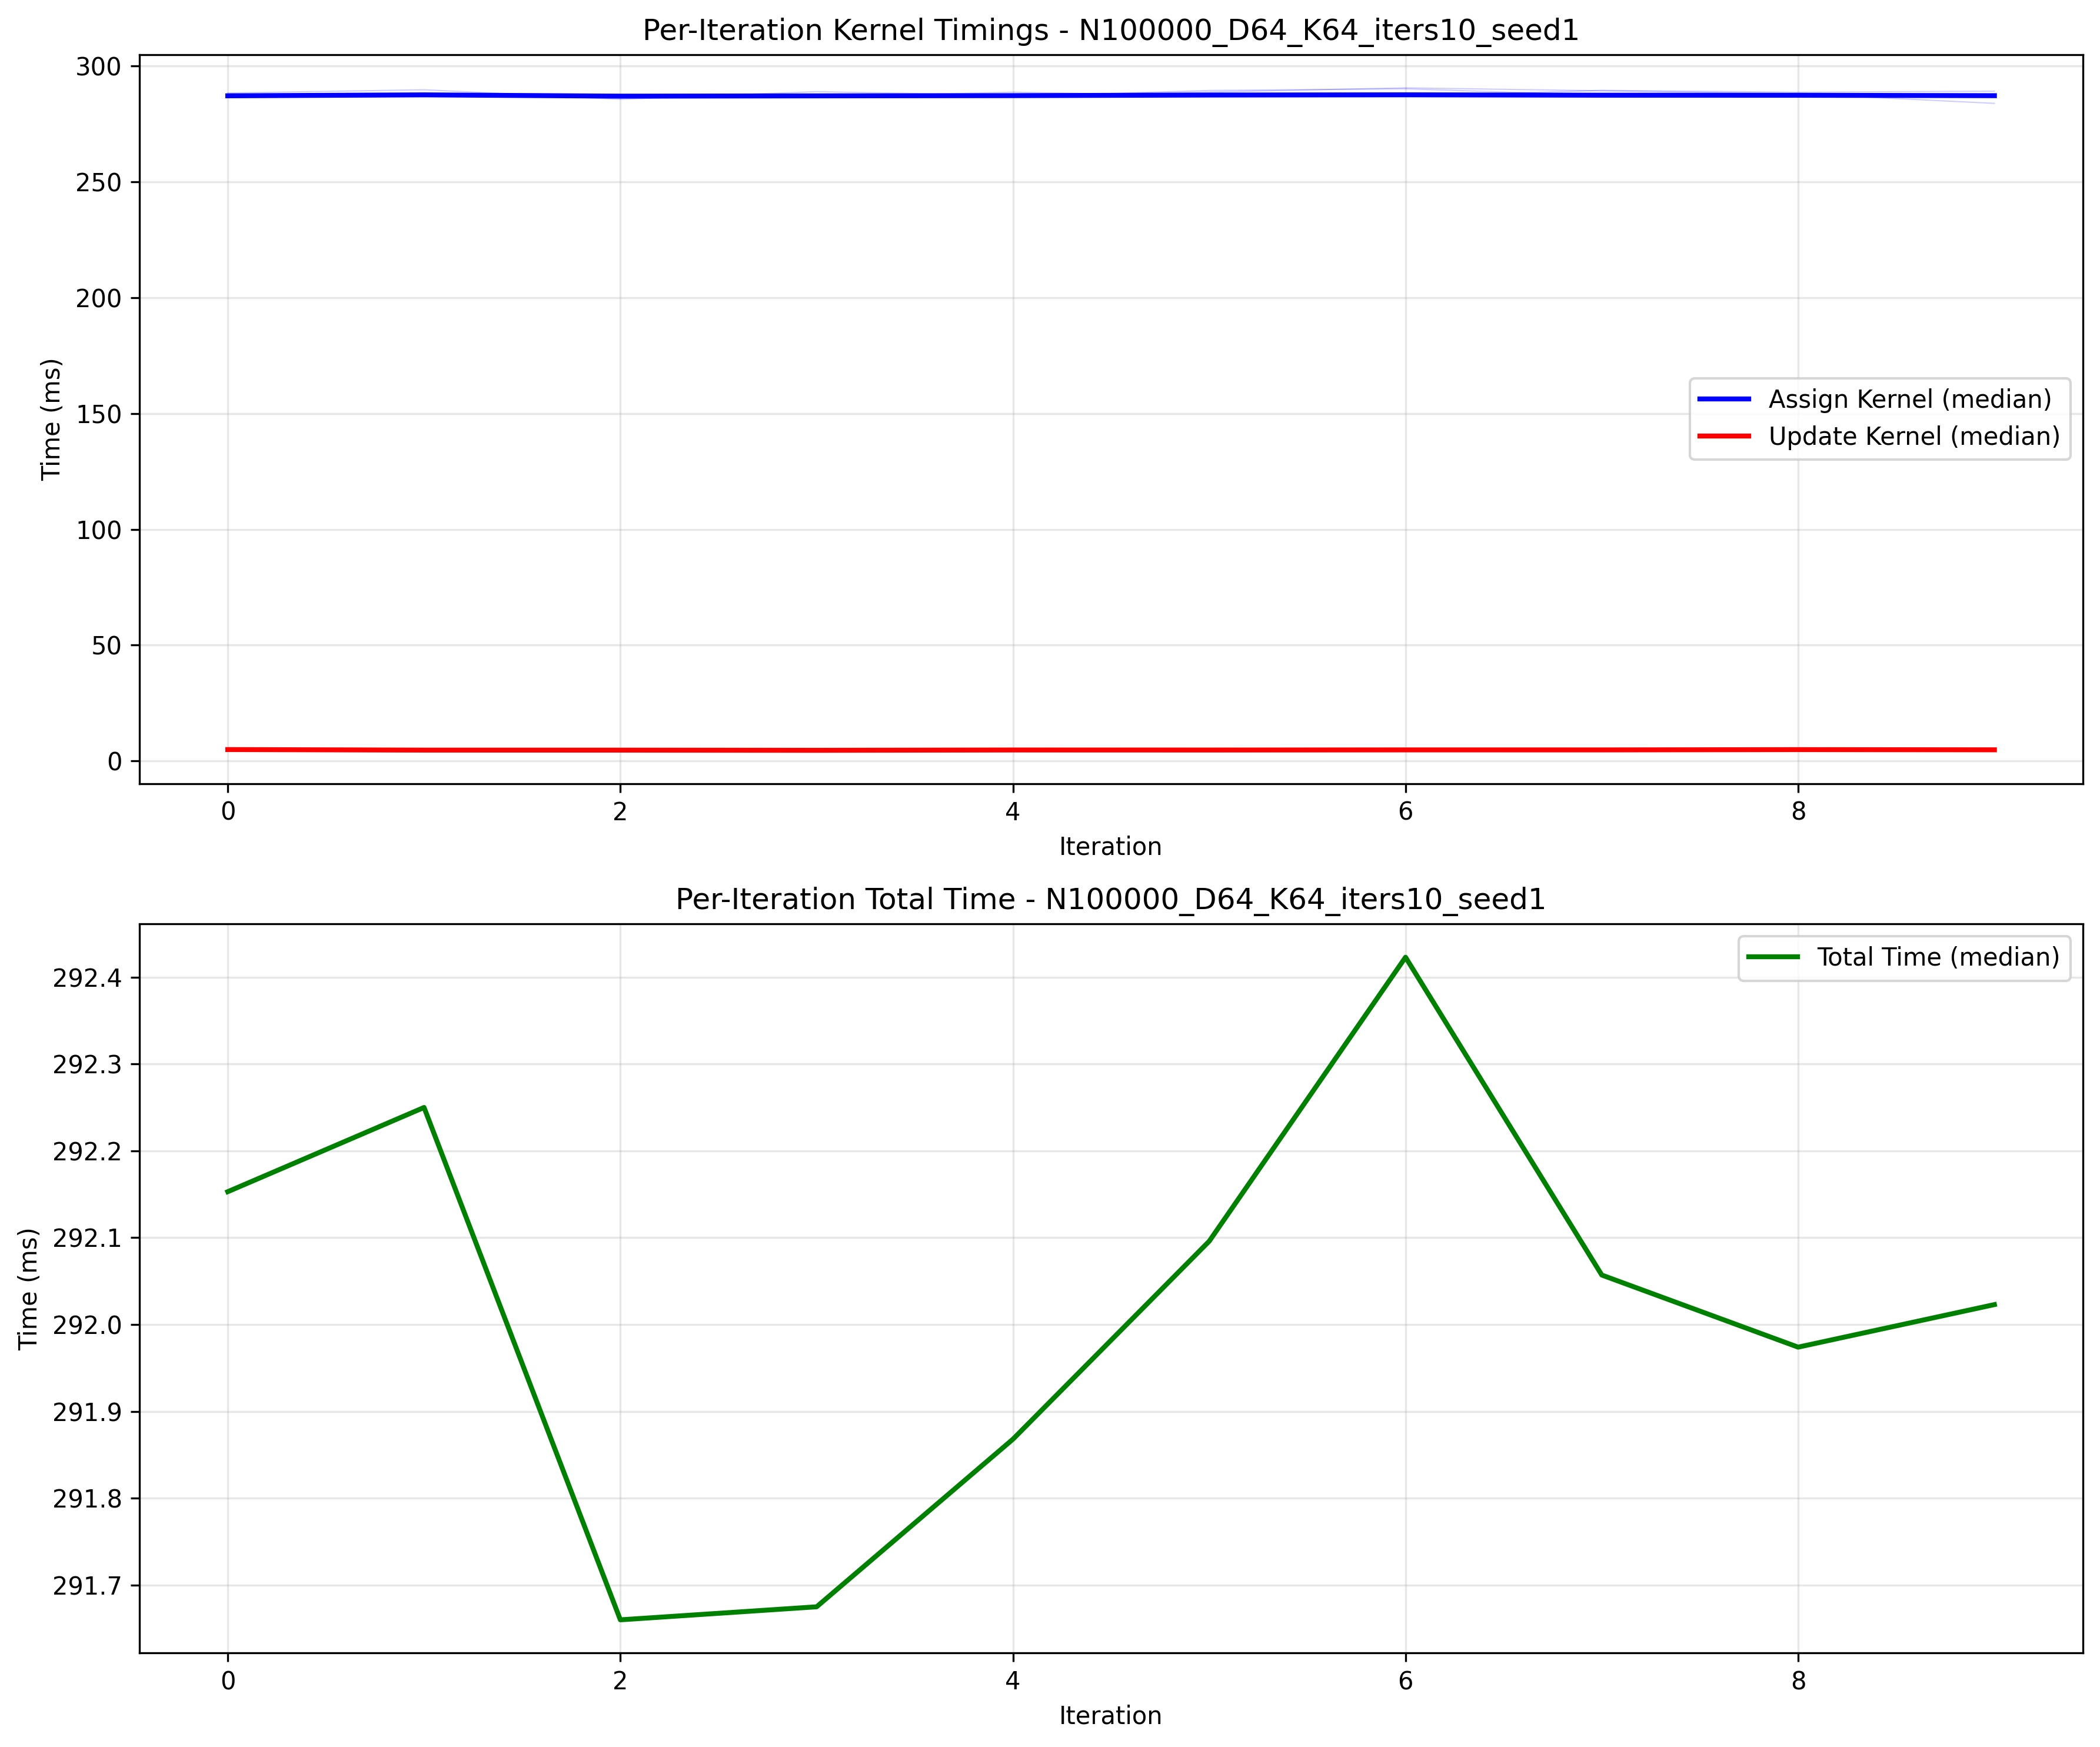 Per-Iteration Kernel Timings - N100000_D64_K64_iters10_seed1
300
250
200
150
100
50
0
Time (ms)
Assign Kernel (median)
Update Kernel (median)
0 2 4 6 8
Iteration
Per-Iteration Total Time - N100000_D64_K64_iters10_seed1
292.4
292.3
292.2
292.1
292.0
291.9
291.8
291.7
Time (ms)
Total Time (median)
0 2 4 6 8
Iteration